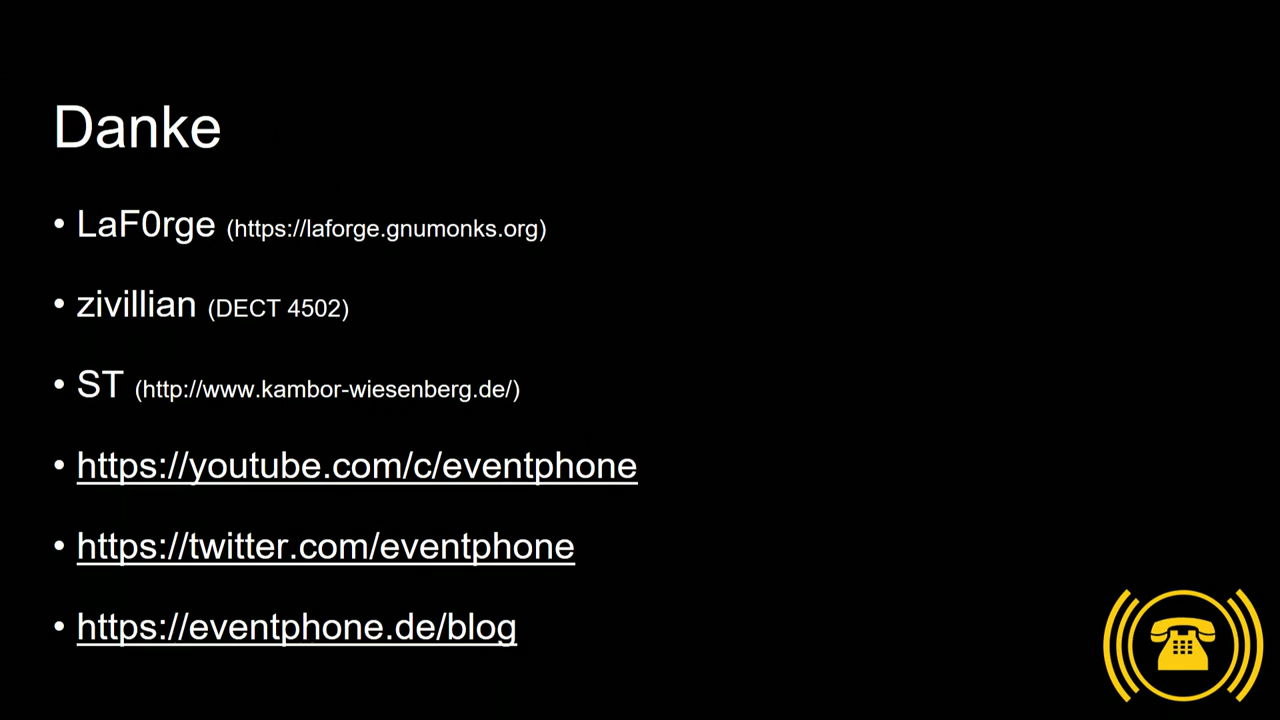 Danke
• LaF0rge (https://laforge.gnumonks.org)
• zivillian (DECT 4502)
• ST (http://www.kambor-wiesenberg.de/)
• https://youtube.com/c/eventphone
• https://twitter.com/eventphone
• https://eventphone.de/blog